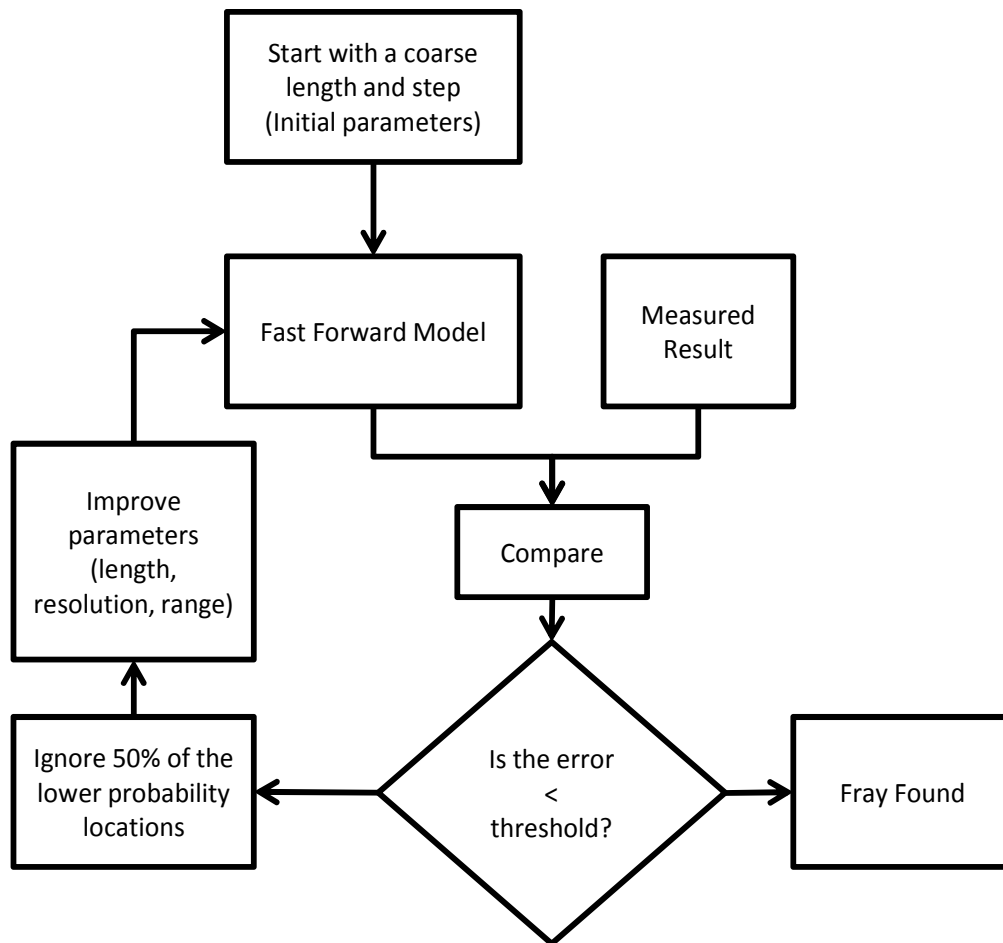 Start with a coarse
length and step
(Initial parameters)
Fast Forward Model
Measured
Result
Improve
parameters
(length,
resolution, range)
Compare
Ignore 50% of the
lower probability
locations
Is the error
<
threshold?
Fray Found